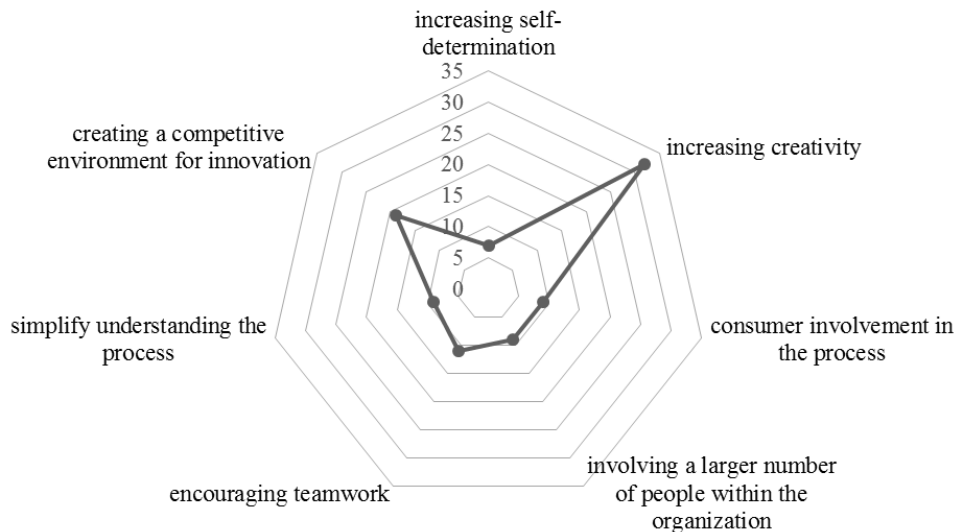 increasing self-
determination
35
30
25
20
15
10
5
0
creating a competitive
environment for innovation
increasing creativity
simplify understanding the
process
consumer involvement in
the process
encouraging teamwork
involving a larger number
of people within the
organization